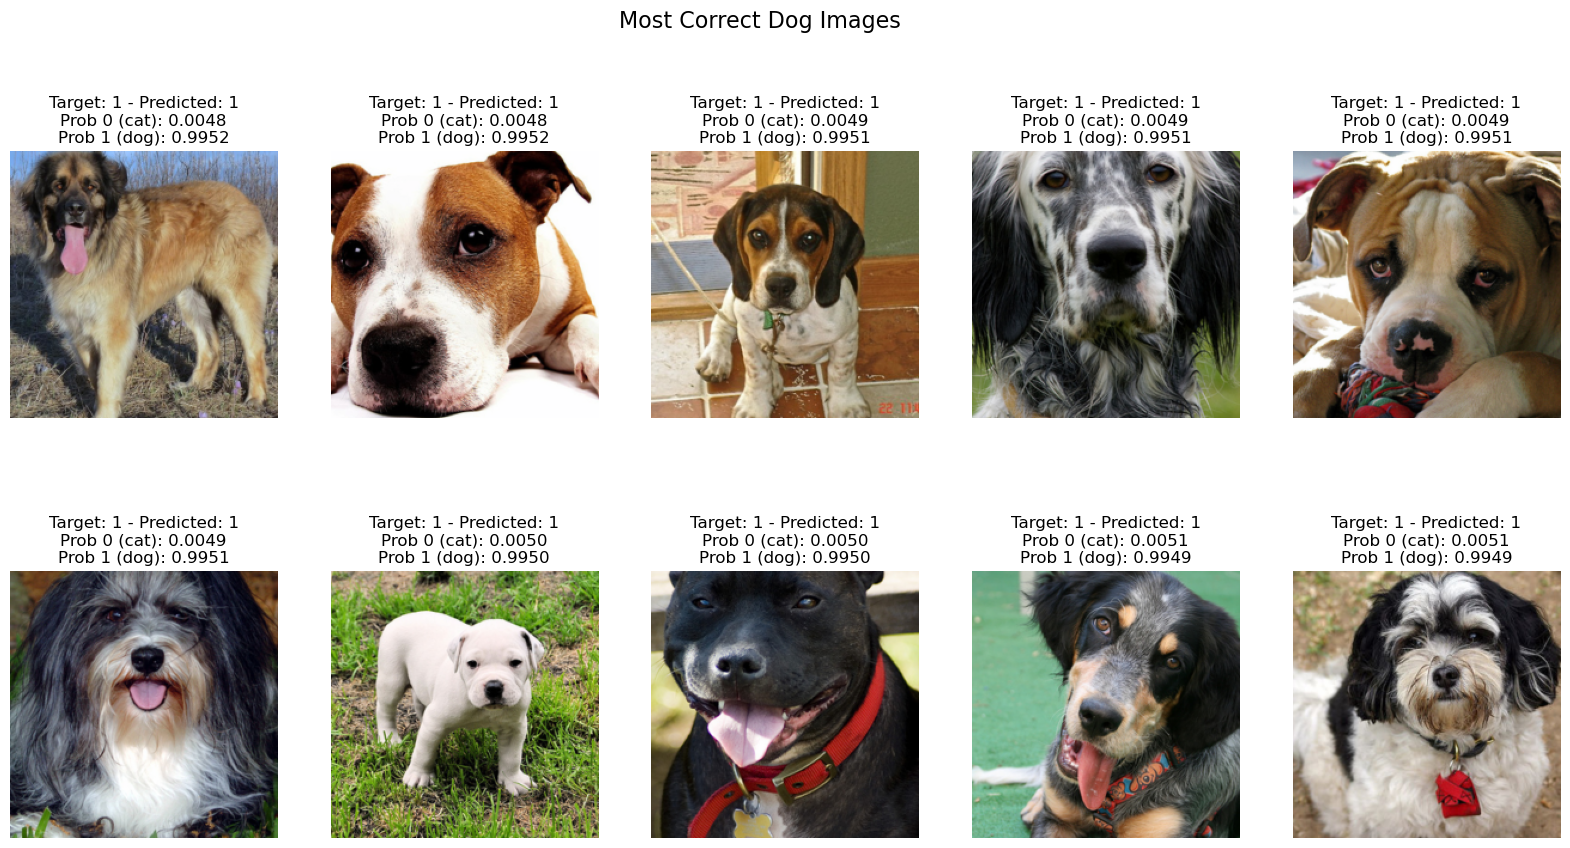 Most Correct Dog Images
Target: 1 - Predicted: 1
Prob 0 (cat): 0.0048
Prob 1 (dog): 0.9952
Target: 1 - Predicted: 1
Prob 0 (cat): 0.0048
Prob 1 (dog): 0.9952
Target: 1 - Predicted: 1
Prob 0 (cat): 0.0049
Prob 1 (dog): 0.9951
Target: 1 - Predicted: 1
Prob 0 (cat): 0.0049
Prob 1 (dog): 0.9951
Target: 1 - Predicted: 1
Prob 0 (cat): 0.0049
Prob 1 (dog): 0.9951
Target: 1 - Predicted: 1
Prob 0 (cat): 0.0049
Prob 1 (dog): 0.9951
Target: 1 - Predicted: 1
Prob 0 (cat): 0.0050
Prob 1 (dog): 0.9950
Target: 1 - Predicted: 1
Prob 0 (cat): 0.0050
Prob 1 (dog): 0.9950
Target: 1 - Predicted: 1
Prob 0 (cat): 0.0051
Prob 1 (dog): 0.9949
Target: 1 - Predicted: 1
Prob 0 (cat): 0.0051
Prob 1 (dog): 0.9949